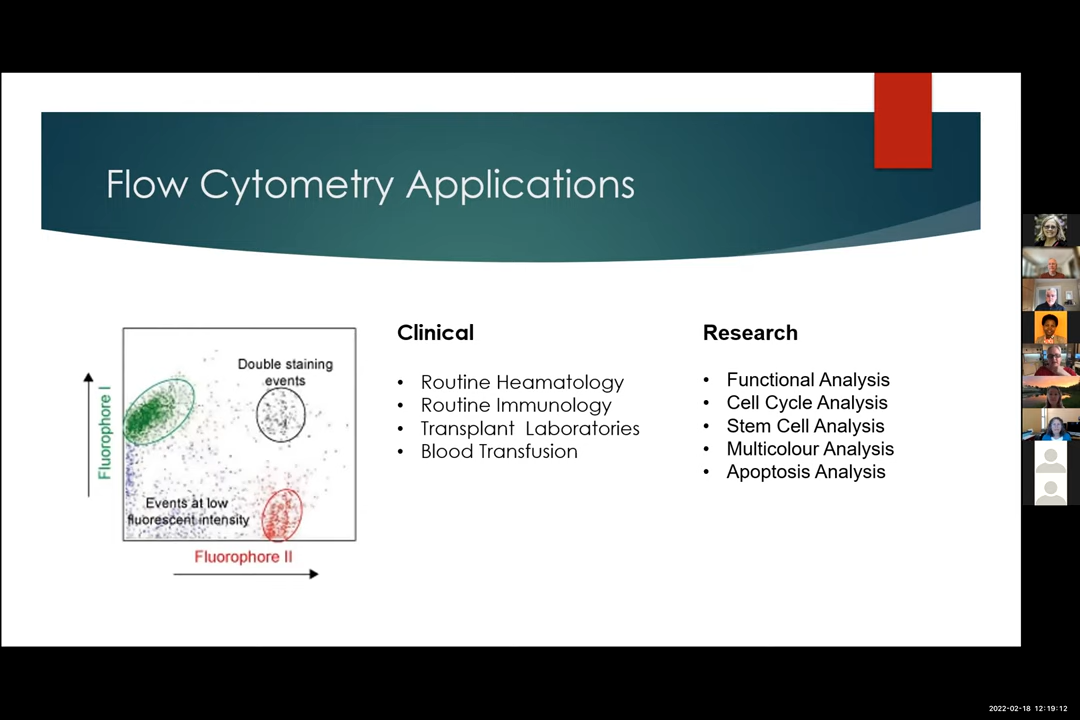 Flow Cytometry Applications
Fluorophore I
Double staining
events
Events at low
fluorescent intensity
Fluorophore II
Clinical
• Routine Heamatology
• Routine Immunology
• Transplant Laboratories
• Blood Transfusion
Research
• Functional Analysis
• Cell Cycle Analysis
• Stem Cell Analysis
• Multicolour Analysis
• Apoptosis Analysis
2022-02-18 12:19:12